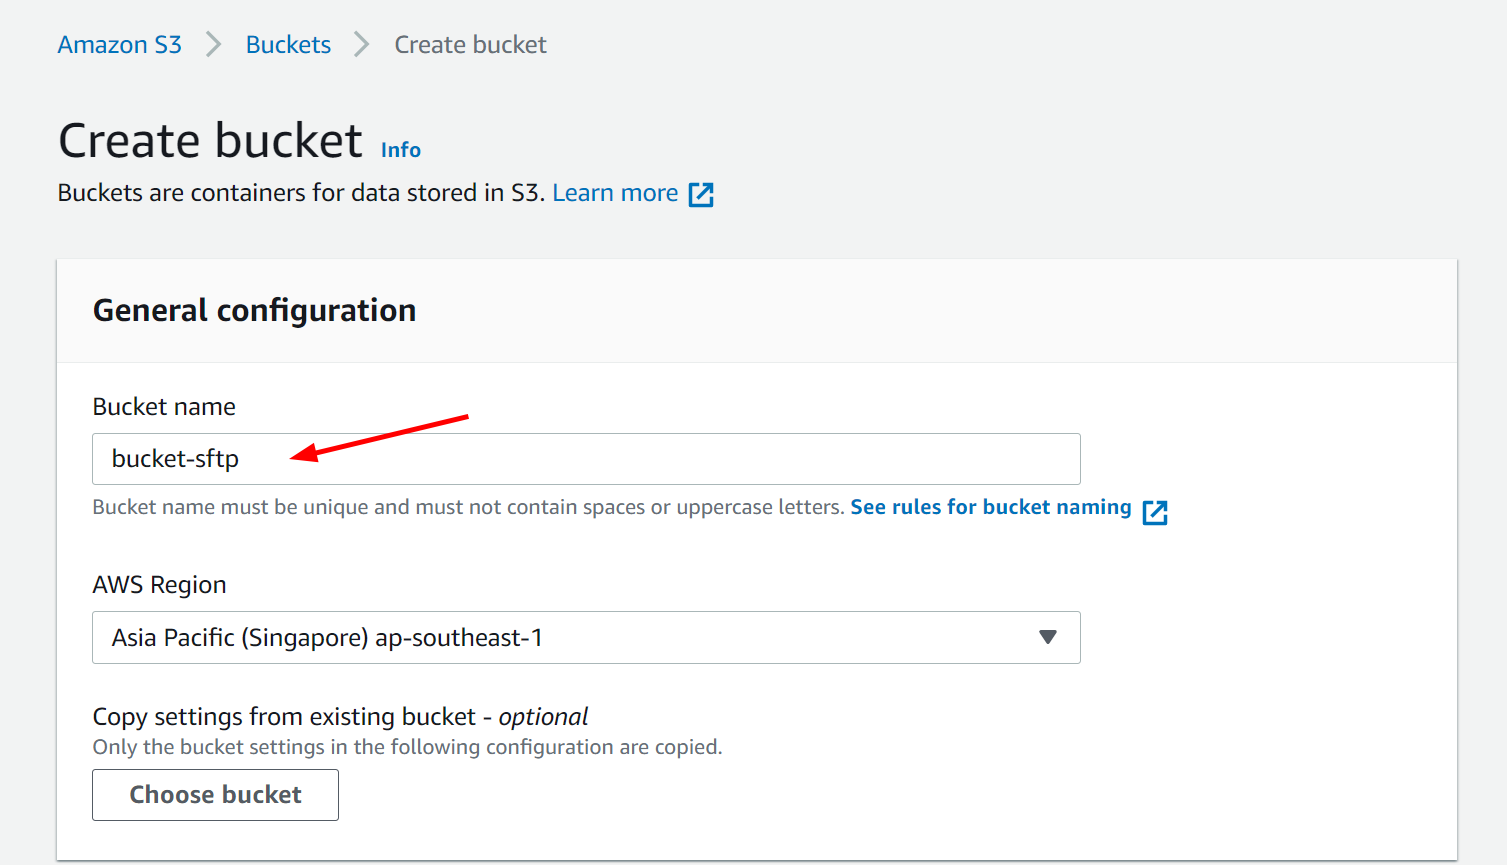 Amazon S3 > Buckets > Create bucket
Create bucket Info
Buckets are containers for data stored in S3. Learn more
General configuration
Bucket name
bucket-sftp
Bucket name must be unique and must not contain spaces or uppercase letters. See rules for bucket naming
AWS Region
Asia Pacific (Singapore) ap-southeast-1
Copy settings from existing bucket - optional
Only the bucket settings in the following configuration are copied.
Choose bucket